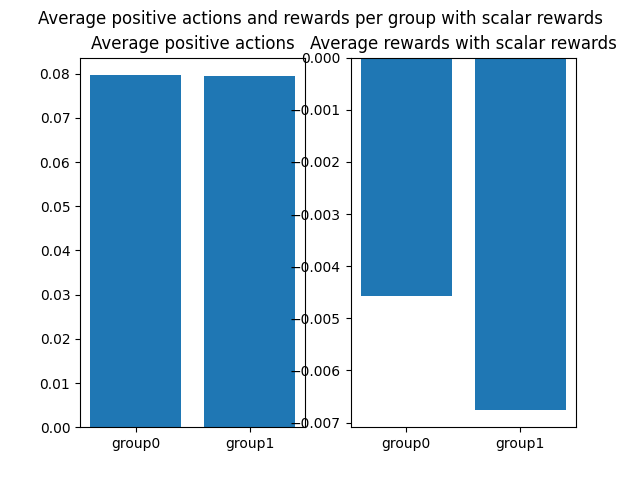 Average positive actions and rewards per group with scalar rewards
Average positive actions
0.08
0.07
0.06
0.05
0.04
0.03
0.02
0.01
0.00
group0
group1
Average rewards with scalar rewards
0.000
−0.001
−0.002
−0.003
−0.004
−0.005
−0.006
−0.007
group0
group1